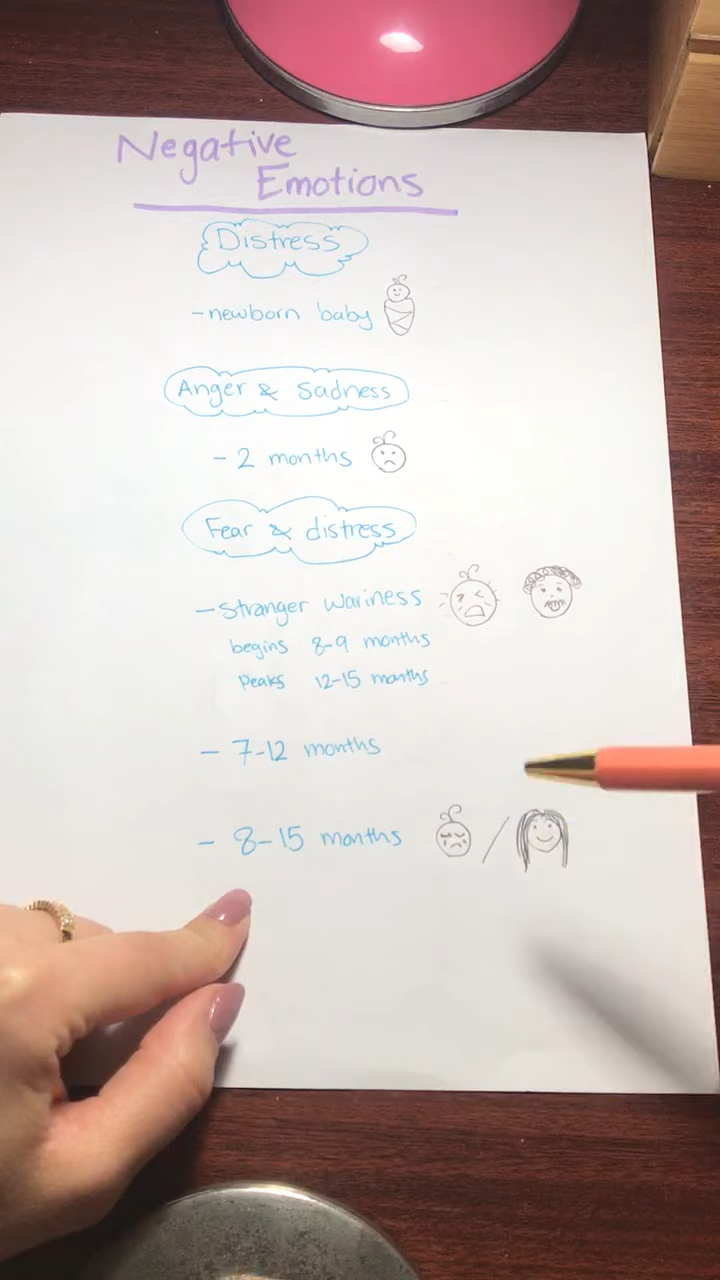 Negative
Emotions
Distress
- newborn baby
Anger & Sadness
- 2 months
Fear & distress
- Stranger wariness
begins 8-9 months
Peaks 12-15 months
- 7-12 months
- 8-15 months